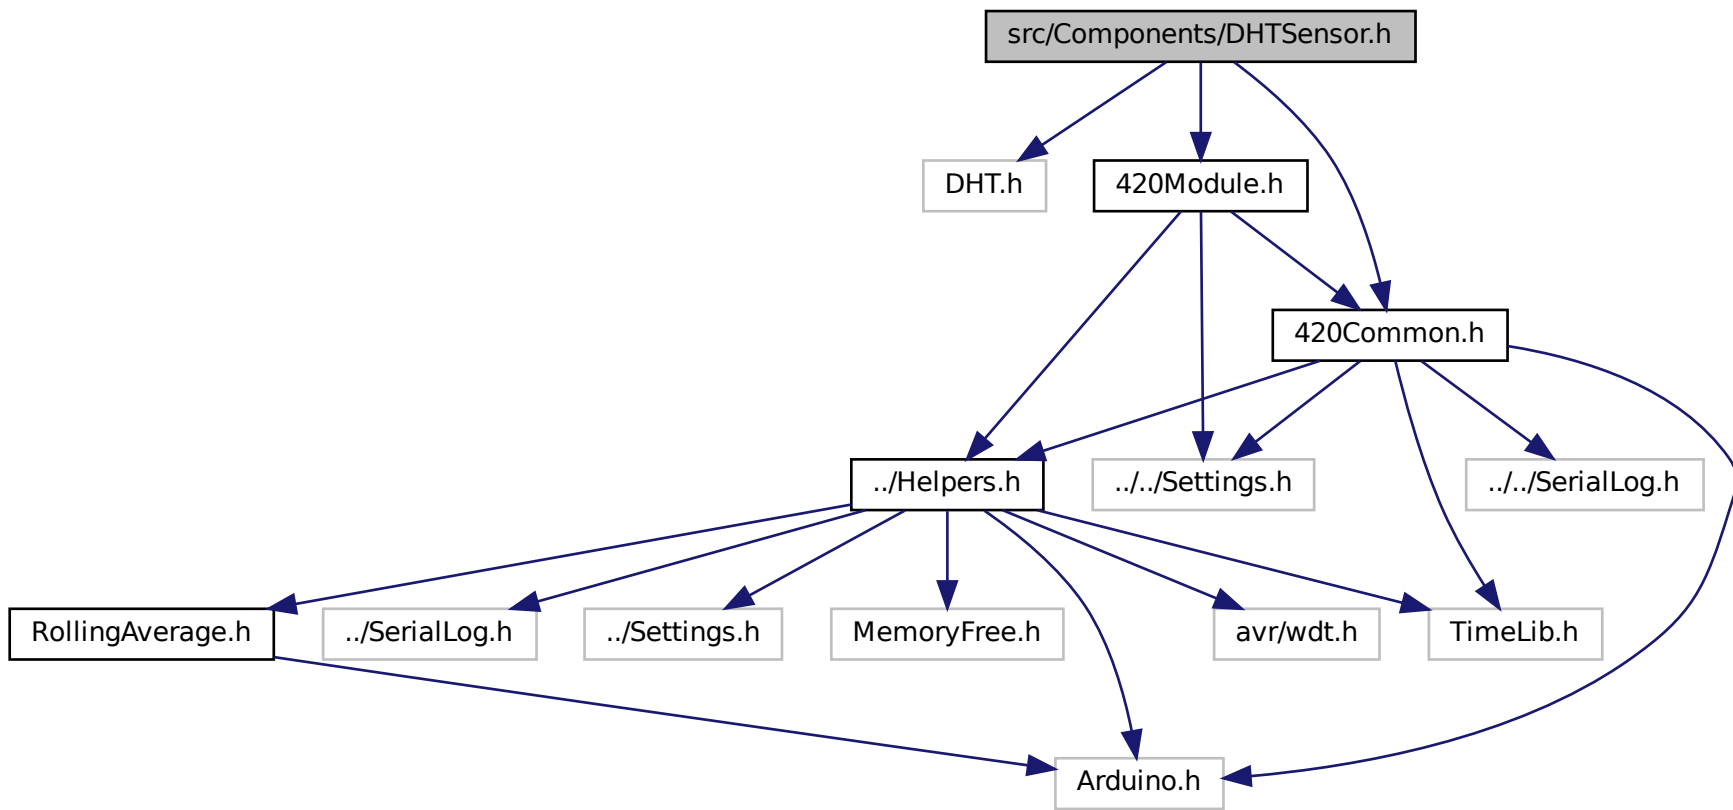 src/Components/DHTSensor.h
DHT.h
420Module.h
420Common.h
../Helpers.h
../../Settings.h
../../SerialLog.h
RollingAverage.h
../SerialLog.h
../Settings.h
MemoryFree.h
avr/wdt.h
TimeLib.h
Arduino.h